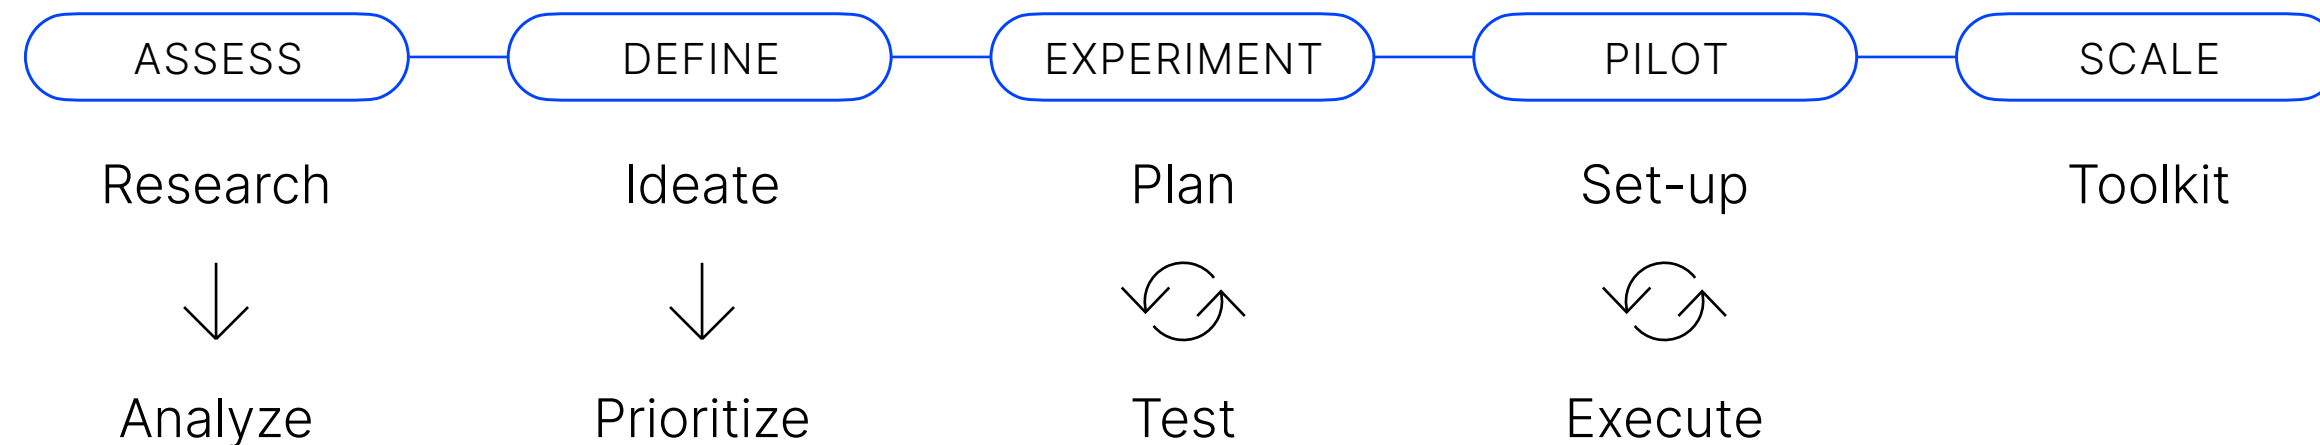 ASSESS DEFINE EXPERIMENT PILOT SCALE
Research Ideate Plan Set-up Toolkit
Analyze Prioritize Test Execute